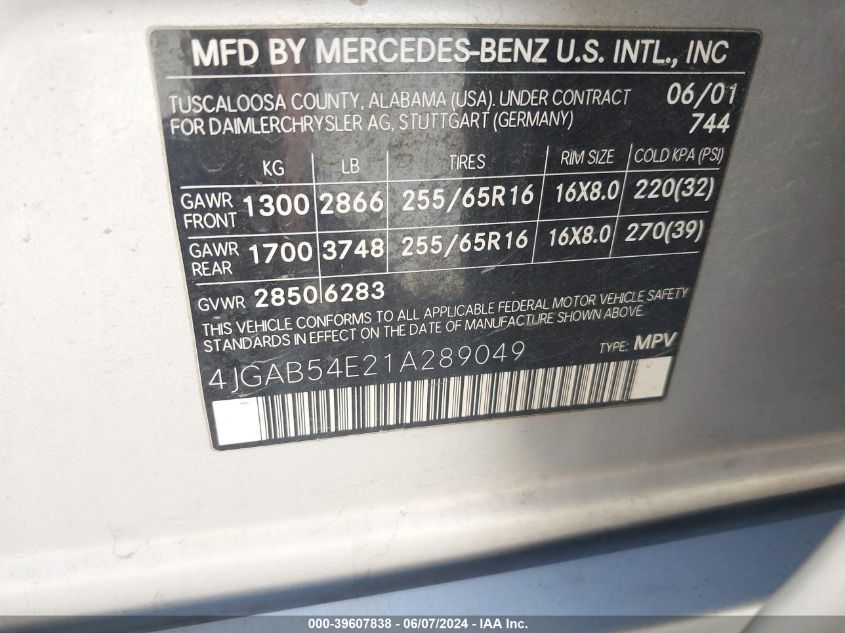 MFD BY MERCEDES-BENZ U.S. INTL., INC
TUSCALOOSA COUNTY, ALABAMA (USA). UNDER CONTRACT 06/01
FOR DAIMLERCHRYSLER AG, STUTTGART (GERMANY) 744
KG LB TIRES RIM SIZE COLD KPA (PSI)
GAWR FRONT 1300 2866 255/65R16 16X8.0 220(32)
GAWR REAR 1700 3748 255/65R16 16X8.0 270(39)
GVWR 2850 6283
THIS VEHICLE CONFORMS TO ALL APPLICABLE FEDERAL MOTOR VEHICLE SAFETY
STANDARDS IN EFFECT ON THE DATE OF MANUFACTURE SHOWN ABOVE.
4JGAB54E21A289049 TYPE: MPV
000-39607838 - 06/07/2024 - IAAI.com